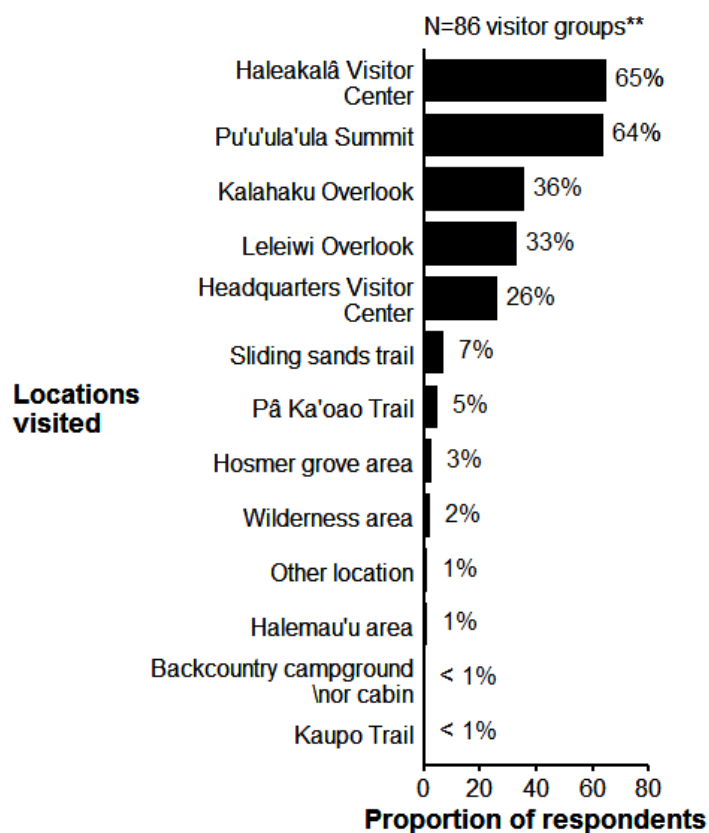 N=86 visitor groups**
Haleakalâ Visitor
Center
65%
Pu'u'ula'ula Summit
64%
Kalahaku Overlook
36%
Leleiwi Overlook
33%
Headquarters Visitor
Center
26%
Sliding sands trail
7%
Locations
visited
Pâ Ka'oao Trail
5%
Hosmer grove area
3%
Wilderness area
2%
Other location
1%
Halemau'u area
1%
Backcountry campground
\nor cabin
< 1%
Kaupo Trail
< 1%
0 20 40 60 80
Proportion of respondents